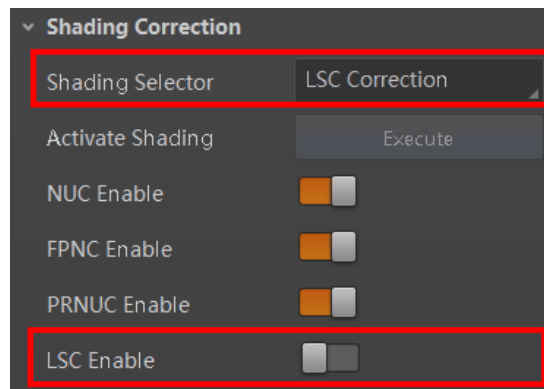 Shading Correction
Shading Selector LSC Correction
Activate Shading Execute
NUC Enable
FPNC Enable
PRNUC Enable
LSC Enable